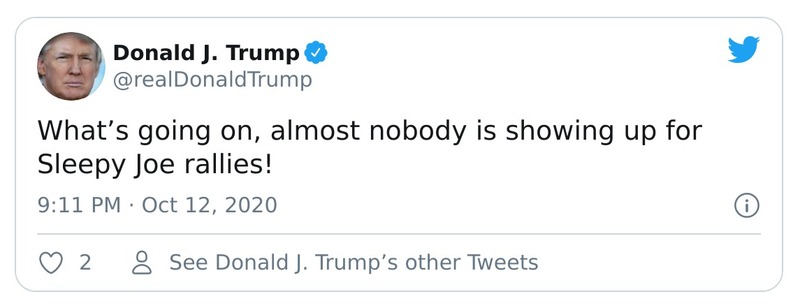 Donald J. Trump
@realDonaldTrump
What’s going on, almost nobody is showing up for
Sleepy Joe rallies!
9:11 PM · Oct 12, 2020
2
See Donald J. Trump’s other Tweets